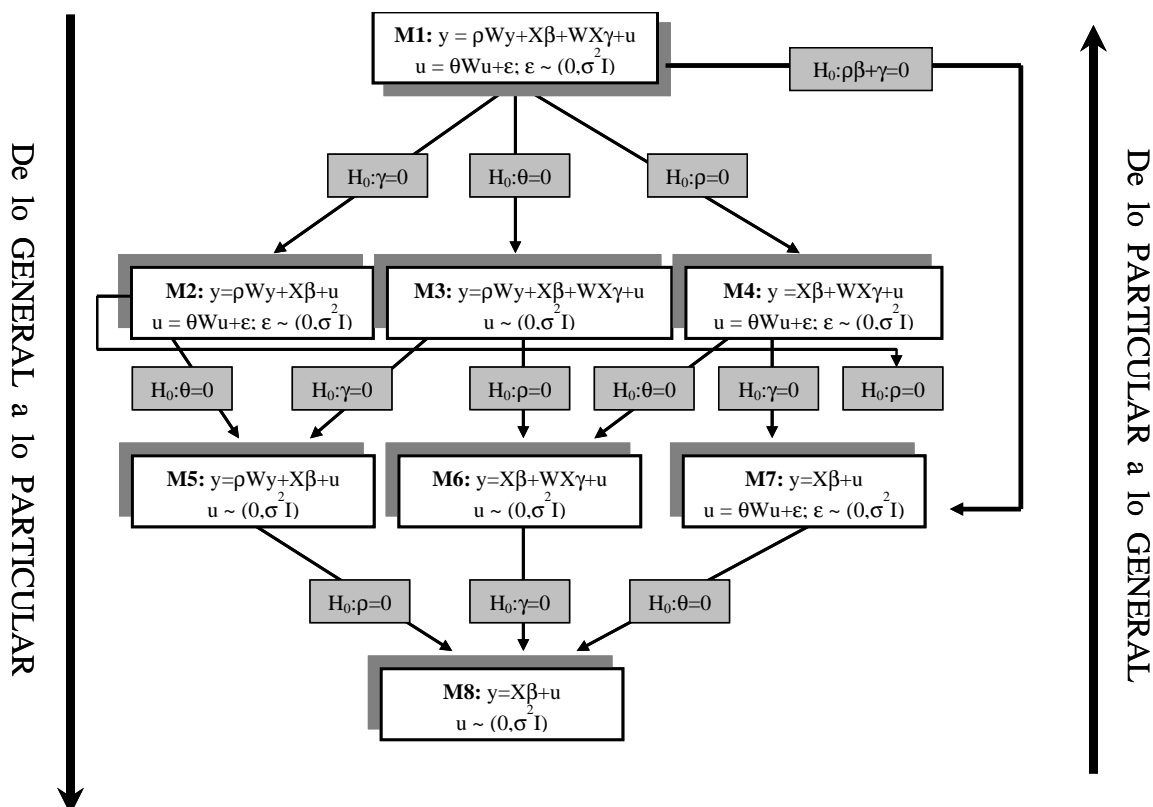 M1: y = ρWy+Xβ+WXγ+u
u = θWu+ε; ε ~ (0,σ²I)
H₀:ρβ+γ=0
De lo GENERAL a lo PARTICULAR
De lo PARTICULAR a lo GENERAL
H₀:γ=0
H₀:θ=0
H₀:ρ=0
M2: y=ρWy+Xβ+u
u = θWu+ε; ε ~ (0,σ²I)
M3: y=ρWy+Xβ+WXγ+u
u ~ (0,σ²I)
M4: y =Xβ+WXγ+u
u = θWu+ε; ε ~ (0,σ²I)
H₀:θ=0
H₀:γ=0
H₀:ρ=0
H₀:θ=0
H₀:γ=0
H₀:ρ=0
M5: y=ρWy+Xβ+u
u ~ (0,σ²I)
M6: y=Xβ+WXγ+u
u ~ (0,σ²I)
M7: y=Xβ+u
u = θWu+ε; ε ~ (0,σ²I)
H₀:ρ=0
H₀:γ=0
H₀:θ=0
M8: y=Xβ+u
u ~ (0,σ²I)